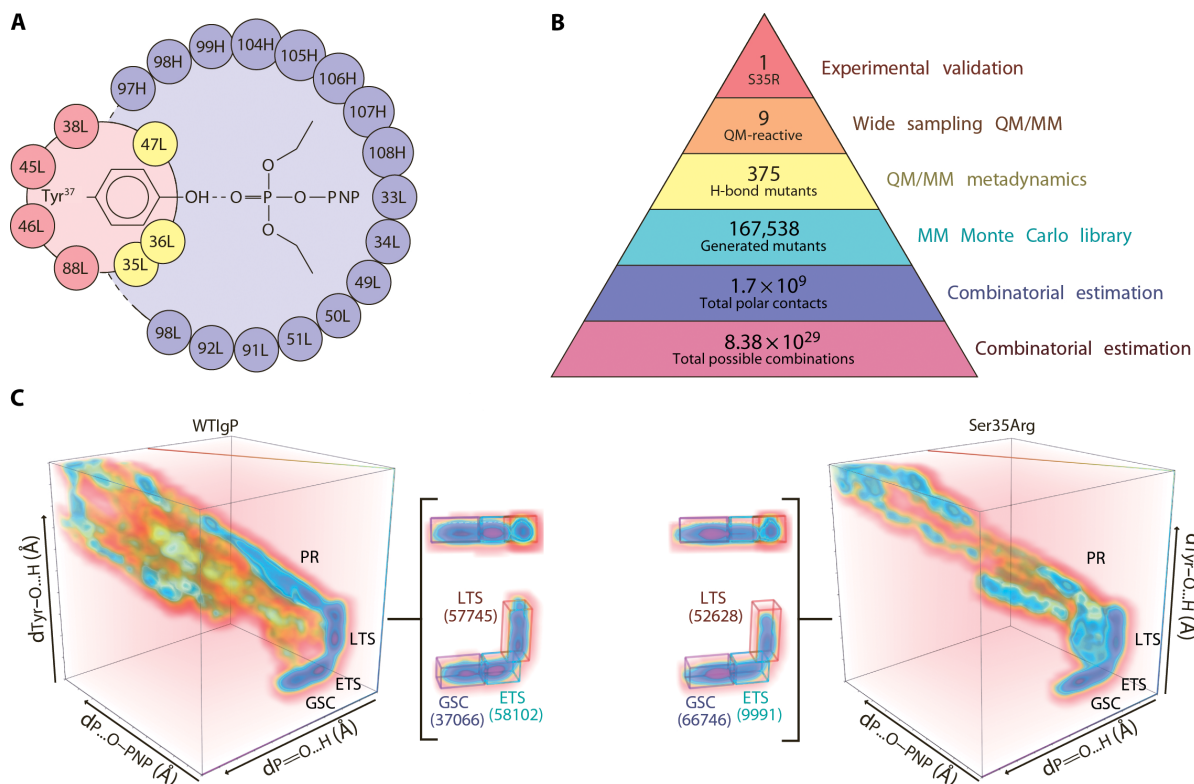 A
97H
98H
99H
104H
105H
106H
107H
108H
33L
34L
49L
50L
51L
91L
92L
98L
38L
45L
46L
88L
47L
36L
35L
Tyr³⁷
OH
O
P
O
PNP
O
O
B
1
S35R
Experimental validation
9
QM-reactive
Wide sampling QM/MM
375
H-bond mutants
QM/MM metadynamics
167,538
Generated mutants
MM Monte Carlo library
1.7 × 10⁹
Total polar contacts
Combinatorial estimation
8.38 × 10²⁹
Total possible combinations
Combinatorial estimation
C
WTIgP
dTyr–O...H (Å)
dP...O–PNP (Å)
dP=O...H (Å)
PR
LTS
ETS
GSC
LTS
(57745)
GSC
(37066)
ETS
(58102)
LTS
(52628)
GSC
(66746)
ETS
(9991)
Ser35Arg
PR
LTS
ETS
GSC
dTyr–O...H (Å)
dP...O–PNP (Å)
dP=O...H (Å)